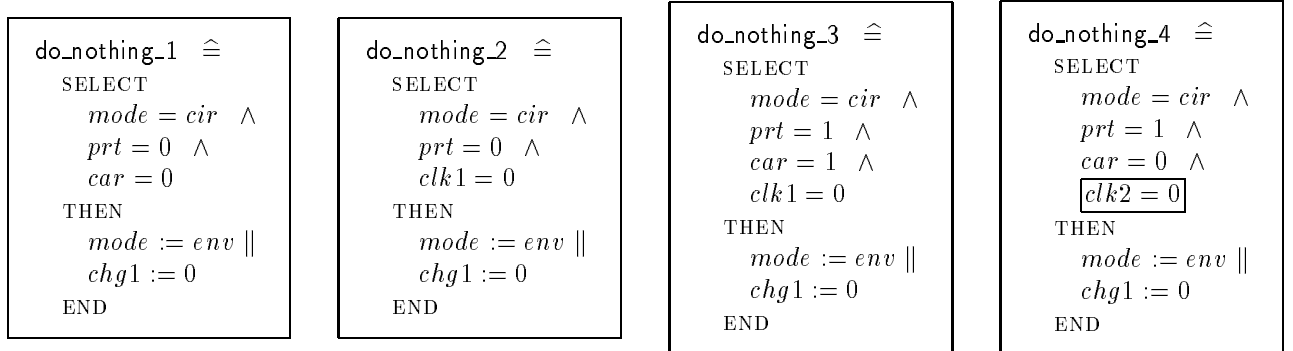 do_nothing_1 ≙
SELECT
mode = cir ∧
prt = 0 ∧
car = 0
THEN
mode := env ∥
chg1 := 0
END
do_nothing_2 ≙
SELECT
mode = cir ∧
prt = 0 ∧
clk1 = 0
THEN
mode := env ∥
chg1 := 0
END
do_nothing_3 ≙
SELECT
mode = cir ∧
prt = 1 ∧
car = 1 ∧
clk1 = 0
THEN
mode := env ∥
chg1 := 0
END
do_nothing_4 ≙
SELECT
mode = cir ∧
prt = 1 ∧
car = 0 ∧
clk2 = 0
THEN
mode := env ∥
chg1 := 0
END